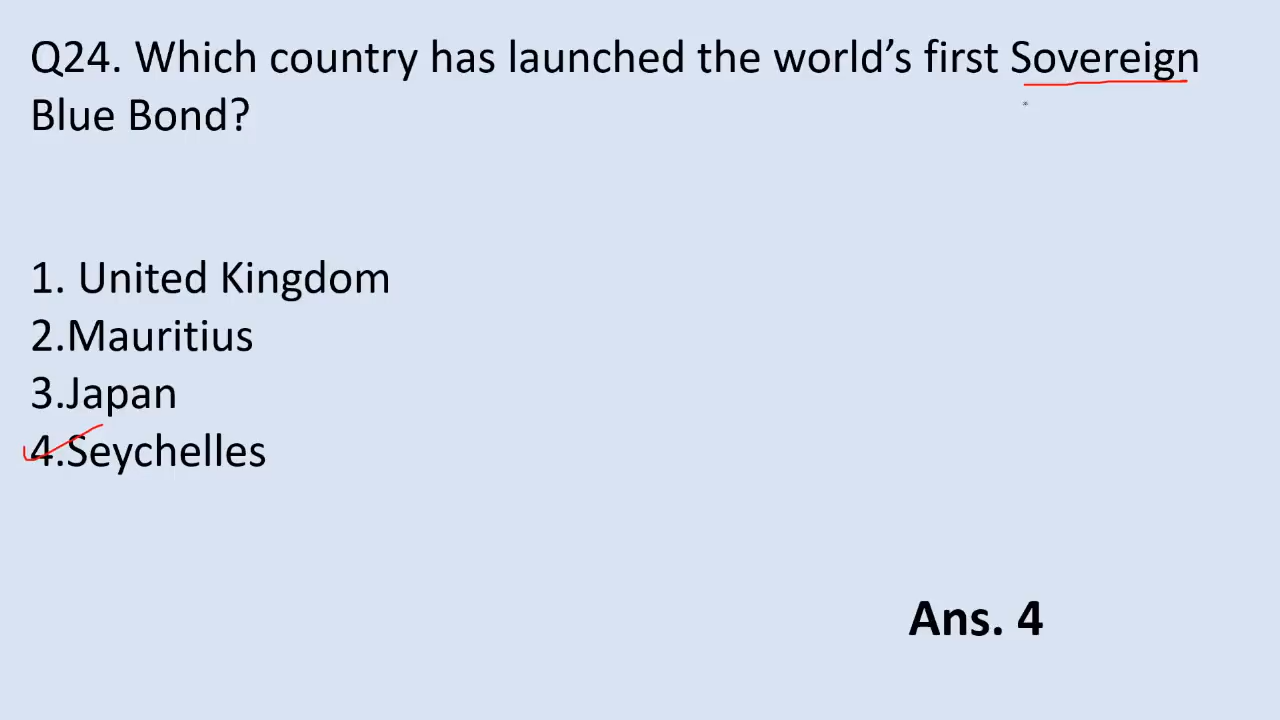 Q24. Which country has launched the world’s first Sovereign
Blue Bond?
1. United Kingdom
2.Mauritius
3.Japan
4.Seychelles
Ans. 4